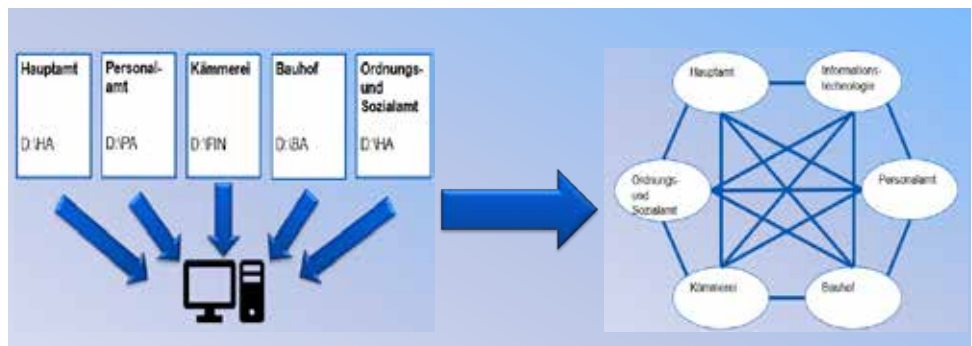 Hauptamt
D:\HA
Personal-
amt
D:\PA
Kämmerei
D:\FIN
Bauhof
D:\BA
Ordnungs-
und
Sozialamt
D:\HA
Hauptamt
Informations-
technologie
Ordnungs-
und
Sozialamt
Personalamt
Kämmerei
Bauhof